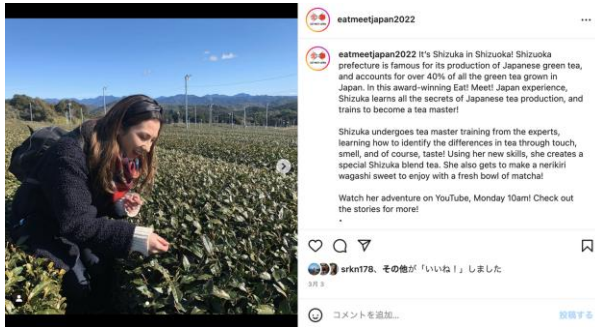 eatmeetjapan2022
eatmeetjapan2022 It's Shizuka in Shizuoka! Shizuoka
prefecture is famous for its production of Japanese green tea,
and accounts for over 40% of all the green tea grown in
Japan. In this award-winning Eat! Meet! Japan experience,
Shizuka learns all the secrets of Japanese tea production, and
trains to become a tea master!
Shizuka undergoes tea master training from the experts,
learning how to identify the differences in tea through touch,
smell, and of course, taste! Using her new skills, she creates a
special Shizuka blend tea. She also gets to make a nerikiri
wagashi sweet to enjoy with a fresh bowl of matcha!
Watch her adventure on YouTube, Monday 10am! Check out
the stories for more!
srkn178、その他が「いいね！」しました
3月 3
コメントを追加...
投稿する